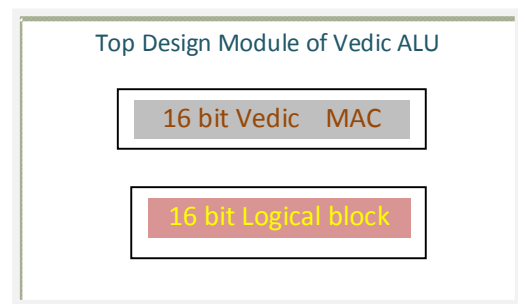 Top Design Module of Vedic ALU
16 bit Vedic MAC
16 bit Logical block